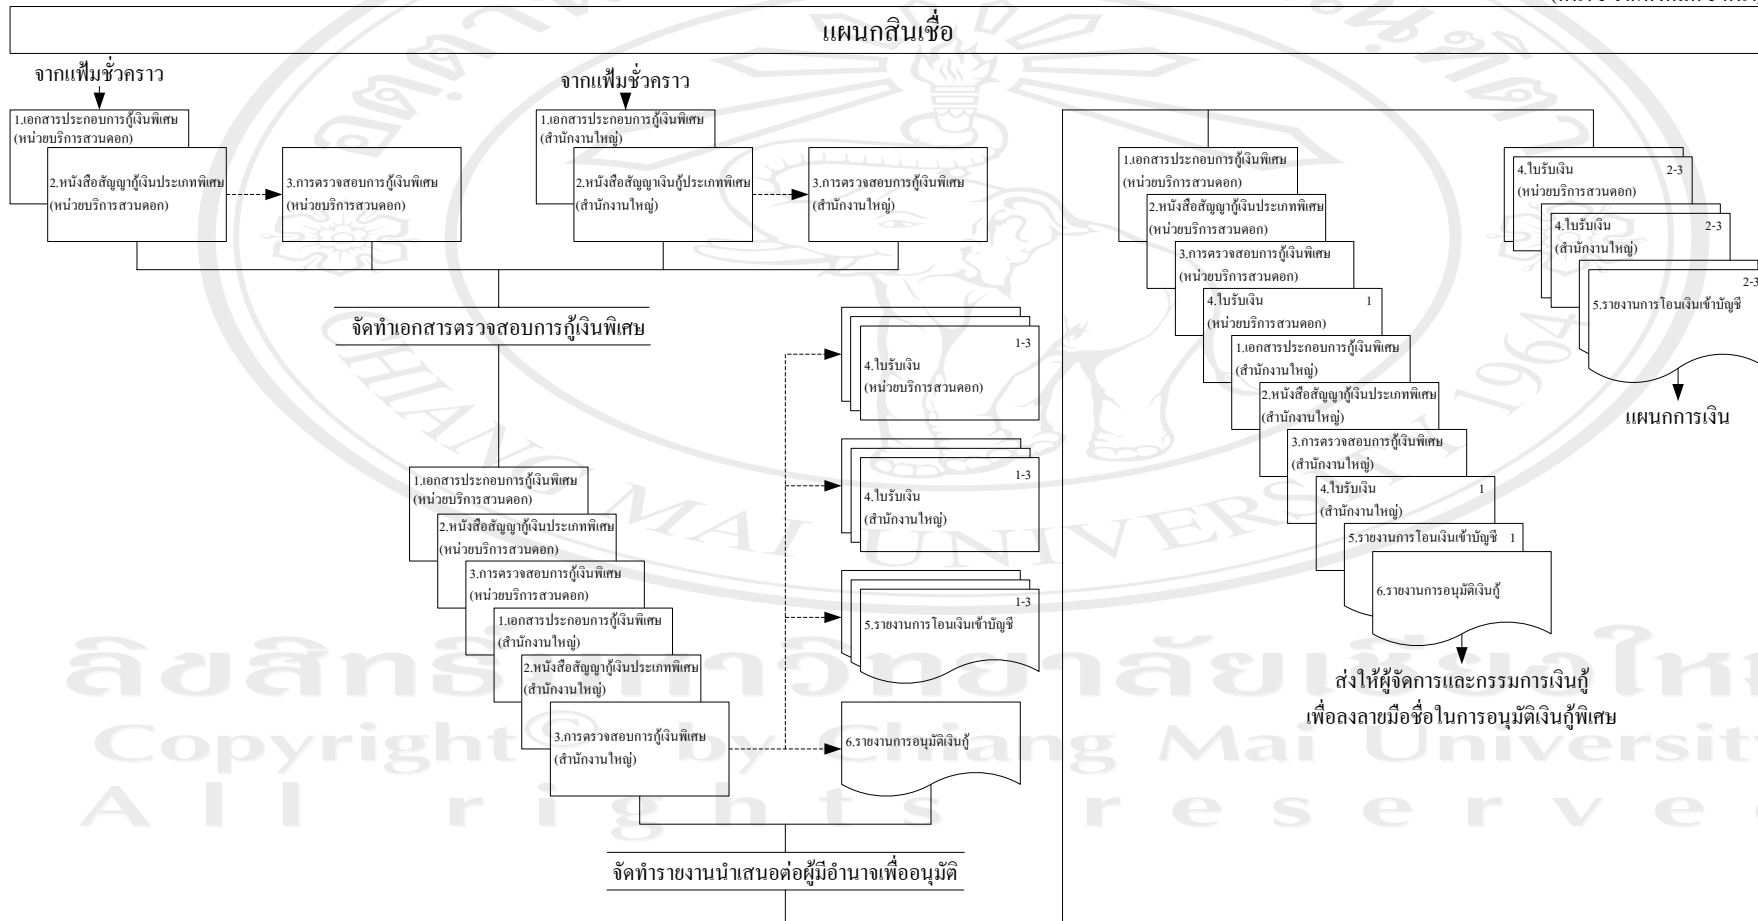 แผนกสินเชื่อ
จากแฟ้มชั่วคราว
1.เอกสารประกอบการกู้เงินพิเศษ
(หน่วยบริการสวนดอก)
2.หนังสือสัญญากู้เงินประเภทพิเศษ
(หน่วยบริการสวนดอก)
3.การตรวจสอบการกู้เงินพิเศษ
(หน่วยบริการสวนดอก)
จากแฟ้มชั่วคราว
1.เอกสารประกอบการกู้เงินพิเศษ
(สำนักงานใหญ่)
2.หนังสือสัญญาเงินกู้ประเภทพิเศษ
(สำนักงานใหญ่)
3.การตรวจสอบการกู้เงินพิเศษ
(สำนักงานใหญ่)
จัดทำเอกสารตรวจสอบการกู้เงินพิเศษ
1.เอกสารประกอบการกู้เงินพิเศษ
(หน่วยบริการสวนดอก)
2.หนังสือสัญญากู้เงินประเภทพิเศษ
(หน่วยบริการสวนดอก)
3.การตรวจสอบการกู้เงินพิเศษ
(หน่วยบริการสวนดอก)
1.เอกสารประกอบการกู้เงินพิเศษ
(สำนักงานใหญ่)
2.หนังสือสัญญากู้เงินประเภทพิเศษ
(สำนักงานใหญ่)
3.การตรวจสอบการกู้เงินพิเศษ
(สำนักงานใหญ่)
1-3
4.ใบรับเงิน
(หน่วยบริการสวนดอก)
1-3
4.ใบรับเงิน
(สำนักงานใหญ่)
1-3
5.รายงานการโอนเงินเข้าบัญชี
6.รายงานการอนุมัติเงินกู้
จัดทำรายงานนำเสนอต่อผู้มีอำนาจเพื่ออนุมัติ
1.เอกสารประกอบการกู้เงินพิเศษ
(หน่วยบริการสวนดอก)
2.หนังสือสัญญากู้เงินประเภทพิเศษ
(หน่วยบริการสวนดอก)
3.การตรวจสอบการกู้เงินพิเศษ
(หน่วยบริการสวนดอก)
4.ใบรับเงิน 1
(หน่วยบริการสวนดอก)
1.เอกสารประกอบการกู้เงินพิเศษ
(สำนักงานใหญ่)
2.หนังสือสัญญากู้เงินประเภทพิเศษ
(สำนักงานใหญ่)
3.การตรวจสอบการกู้เงินพิเศษ
(สำนักงานใหญ่)
4.ใบรับเงิน 1
(สำนักงานใหญ่)
5.รายงานการโอนเงินเข้าบัญชี 1
6.รายงานการอนุมัติเงินกู้
ส่งให้ผู้จัดการและกรรมการเงินกู้
เพื่อลงลายมือชื่อในการอนุมัติเงินกู้พิเศษ
4.ใบรับเงิน 2-3
(หน่วยบริการสวนดอก)
4.ใบรับเงิน 2-3
(สำนักงานใหญ่)
2-3
5.รายงานการโอนเงินเข้าบัญชี
แผนกการเงิน
CHIANG MAI UNIVERSITY 1964
Copyright© by Chiang Mai University
All rights reserve